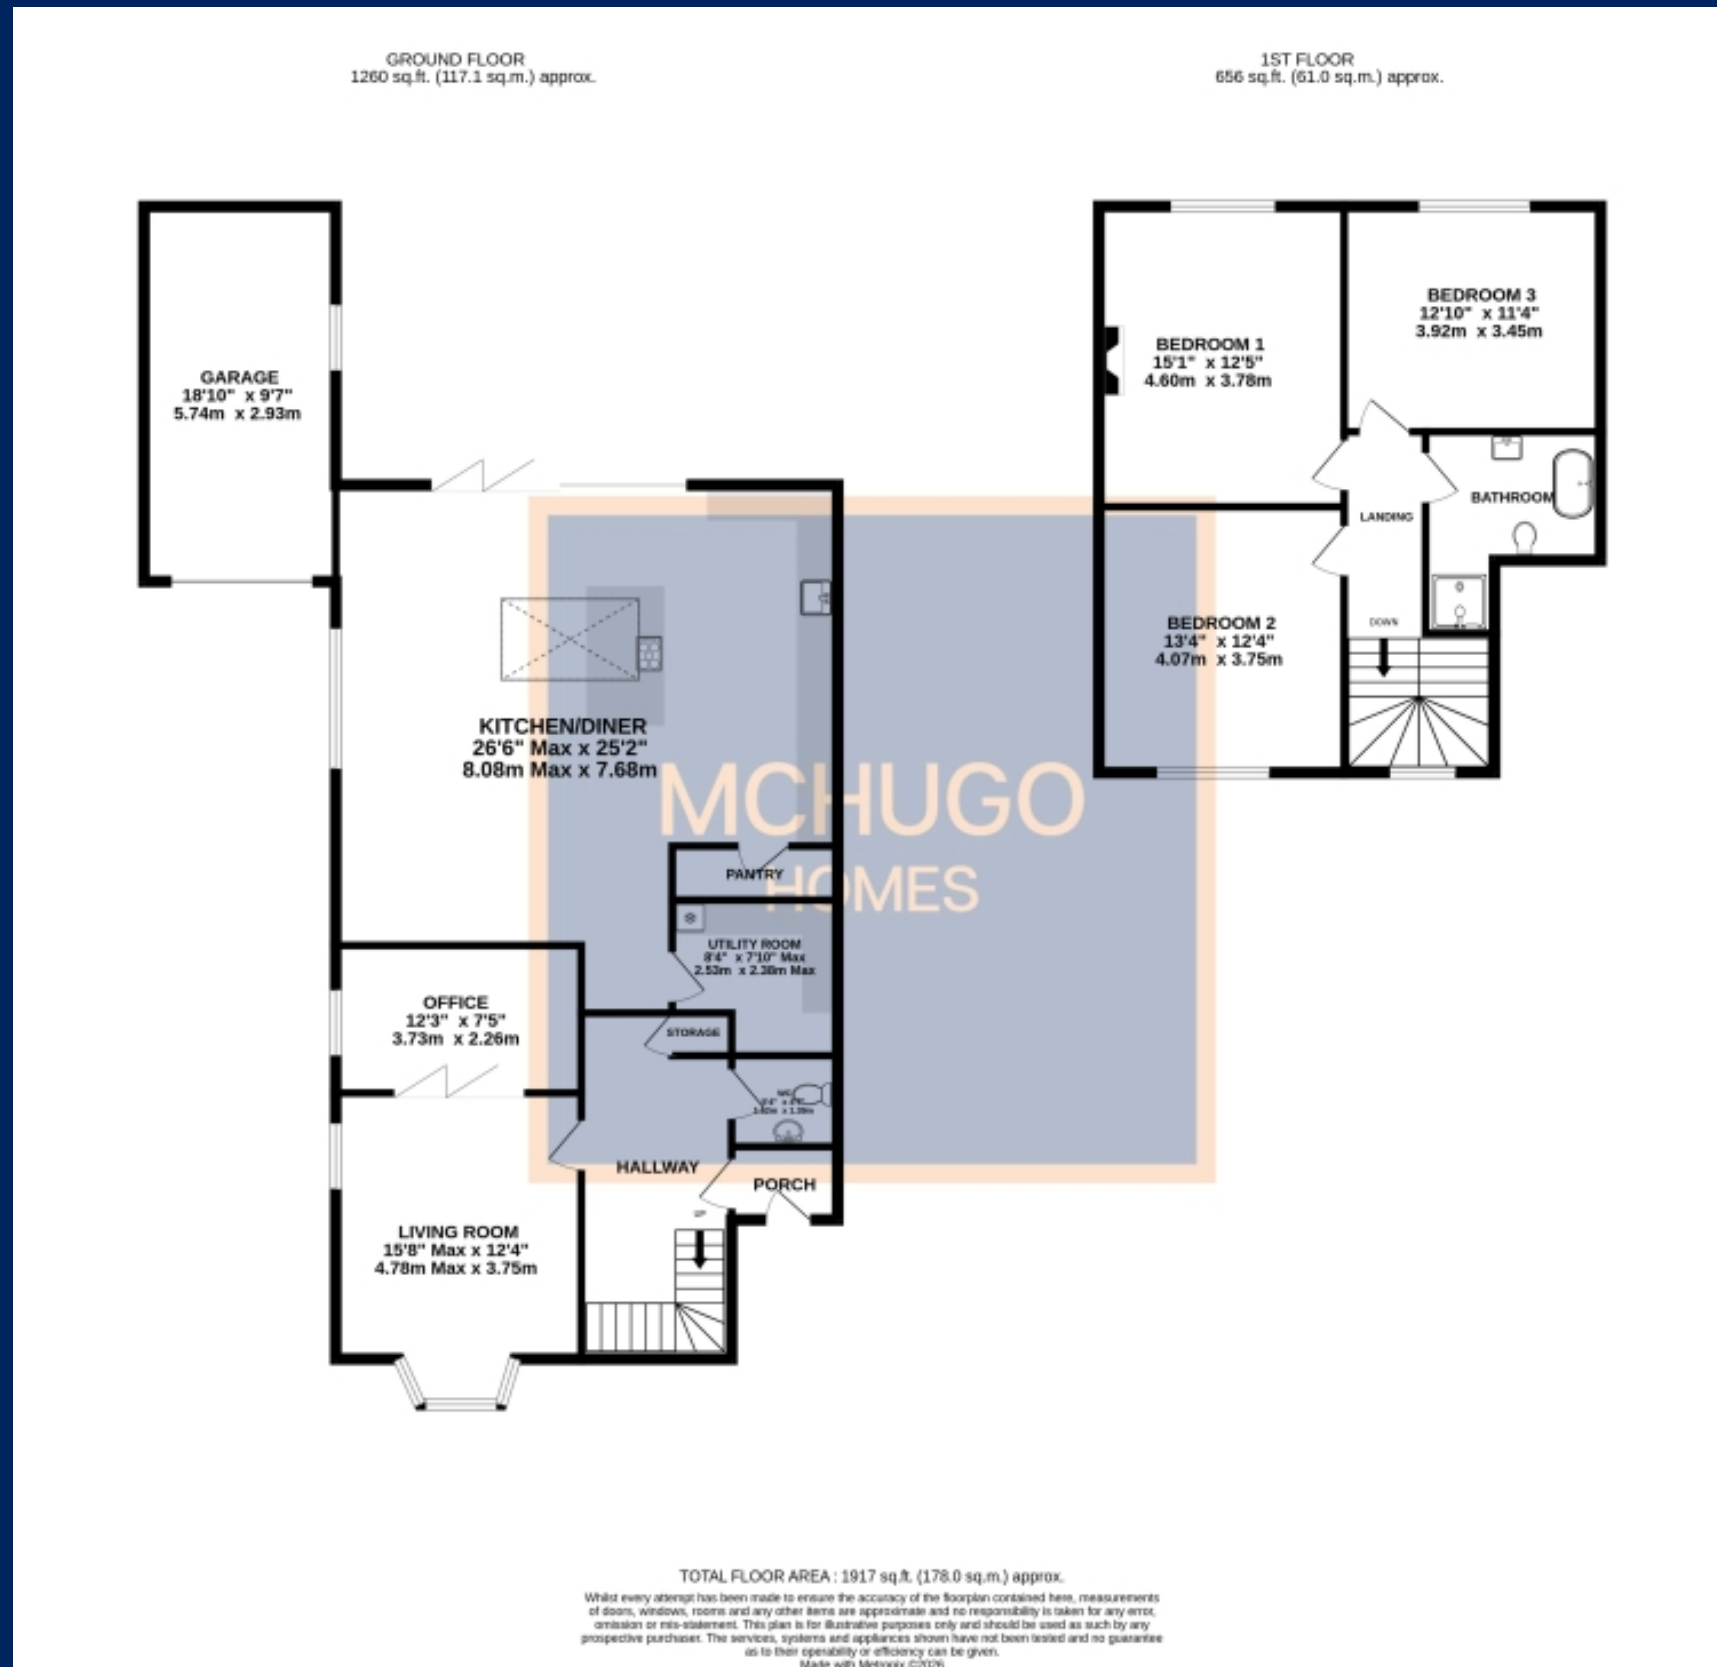 GROUND FLOOR
1260 sq.ft. (117.1 sq.m.) approx.
1ST FLOOR
656 sq.ft. (61.0 sq.m.) approx.
GARAGE
18'10" x 9'7"
5.74m x 2.93m
BEDROOM 1
15'1" x 12'5"
4.60m x 3.78m
BEDROOM 3
12'10" x 11'4"
3.92m x 3.45m
BATHROOM
LANDING
DOWN
BEDROOM 2
13'4" x 12'4"
4.07m x 3.75m
KITCHEN/DINER
26'6" Max x 25'2"
8.08m Max x 7.68m
MCHUGO
HOMES
PANTRY
UTILITY ROOM
8'4" x 7'10" Max
2.53m x 2.38m Max
OFFICE
12'3" x 7'5"
3.73m x 2.26m
STORAGE
WC
HALLWAY
PORCH
UP
LIVING ROOM
15'8" Max x 12'4"
4.78m Max x 3.75m
TOTAL FLOOR AREA : 1917 sq.ft. (178.0 sq.m.) approx.
Whilst every attempt has been made to ensure the accuracy of the floorplan contained here, measurements
of doors, windows, rooms and any other items are approximate and no responsibility is taken for any error,
omission or mis-statement. This plan is for illustrative purposes only and should be used as such by any
prospective purchaser. The services, systems and appliances shown have not been tested and no guarantee
as to their operability or efficiency can be given.
Made with Metropix ©2026